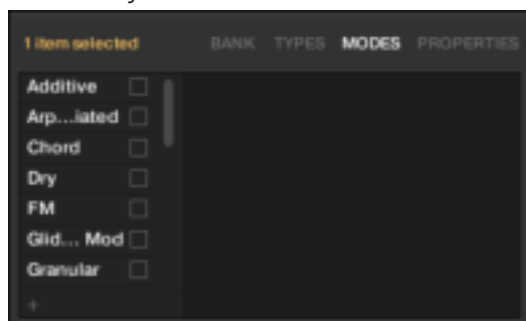 1 item selected BANK TYPES MODES PROPERTIES
Additive
Arp...iated
Chord
Dry
FM
Glid... Mod
Granular
+